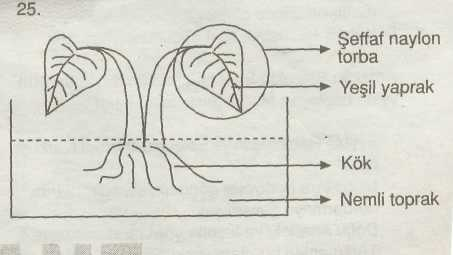 25.
Şeffaf naylon
torba
Yeşil yaprak
Kök
Nemli toprak